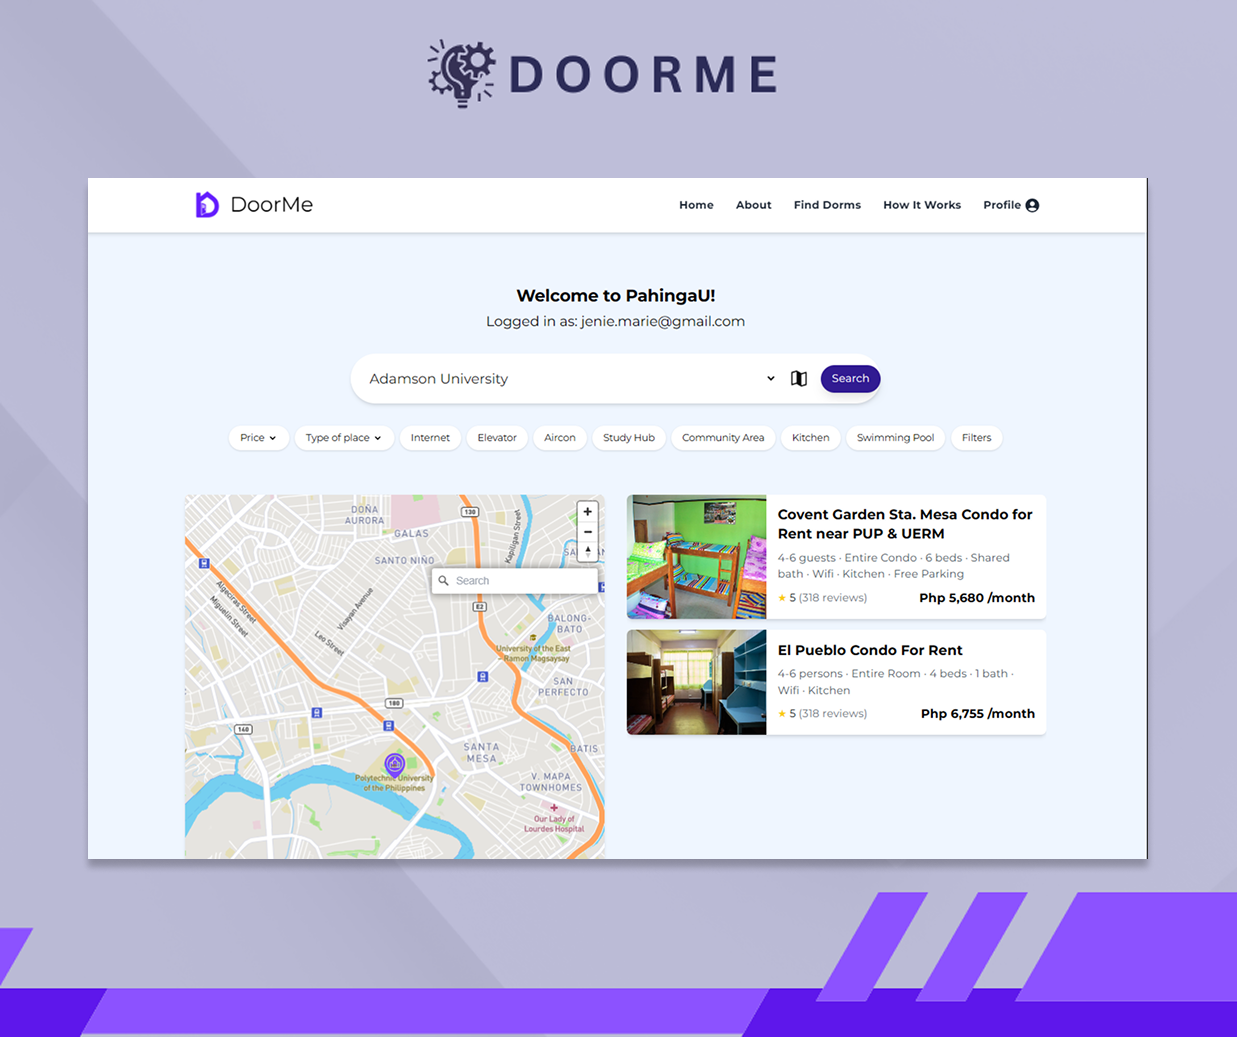 DOORME
DoorMe
Home
About
Find Dorms
How It Works
Profile
Welcome to PahingaU!
Logged in as: jenie.marie@gmail.com
Adamson University
Search
Price
Type of place
Internet
Elevator
Aircon
Study Hub
Community Area
Kitchen
Swimming Pool
Filters
DOÑA
AURORA
GALAS
SANTO NIÑO
130
Kapiligan Street
Search
Algeciras Street
Miguelin Street
Visayan Avenue
Leo Street
E2
BALONG-
BATO
University of the East
– Ramon Magsaysay
SAN
PERFECTO
180
140
SANTA
MESA
BATIS
Polytechnic University
of the Philippines
V. MAPA
TOWNHOMES
Our Lady of
Lourdes Hospital
Covent Garden Sta. Mesa Condo for
Rent near PUP & UERM
4-6 guests · Entire Condo · 6 beds · Shared
bath · Wifi · Kitchen · Free Parking
5 (318 reviews)
Php 5,680 /month
El Pueblo Condo For Rent
4-6 persons · Entire Room · 4 beds · 1 bath ·
Wifi · Kitchen
5 (318 reviews)
Php 6,755 /month